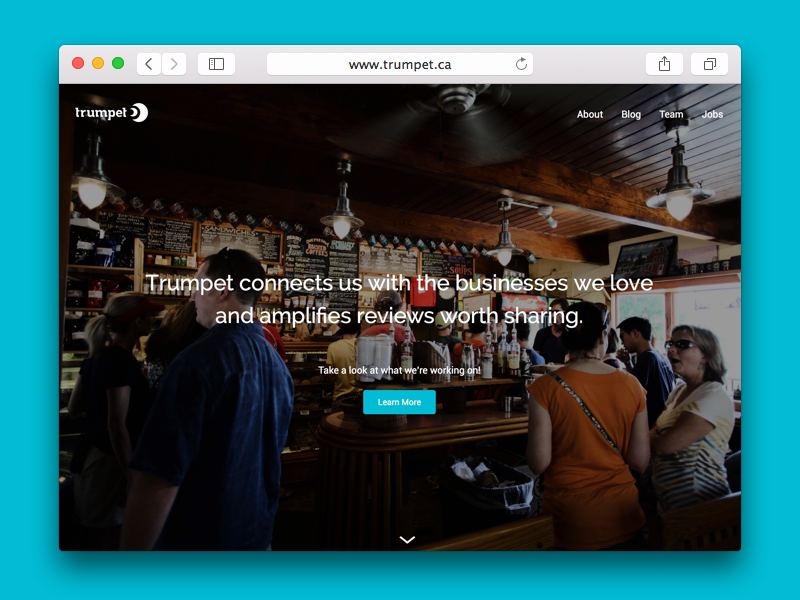 www.trumpet.ca
trumpet
About Blog Team Jobs
Trumpet connects us with the businesses we love
and amplifies reviews worth sharing.
Take a look at what we're working on!
Learn More